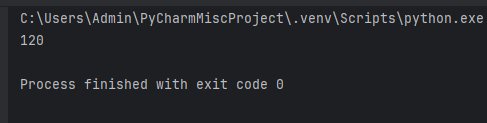 C:\Users\Admin\PyCharmMiscProject\.venv\Scripts\python.exe
120
Process finished with exit code 0